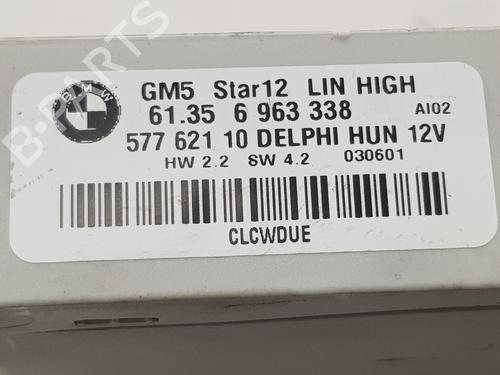 B-PARTS
BMW
GM5 Star12 LIN HIGH
61.35 6 963 338 AI02
577 621 10 DELPHI HUN 12V
HW 2.2 SW 4.2 030601
CLCWDUE